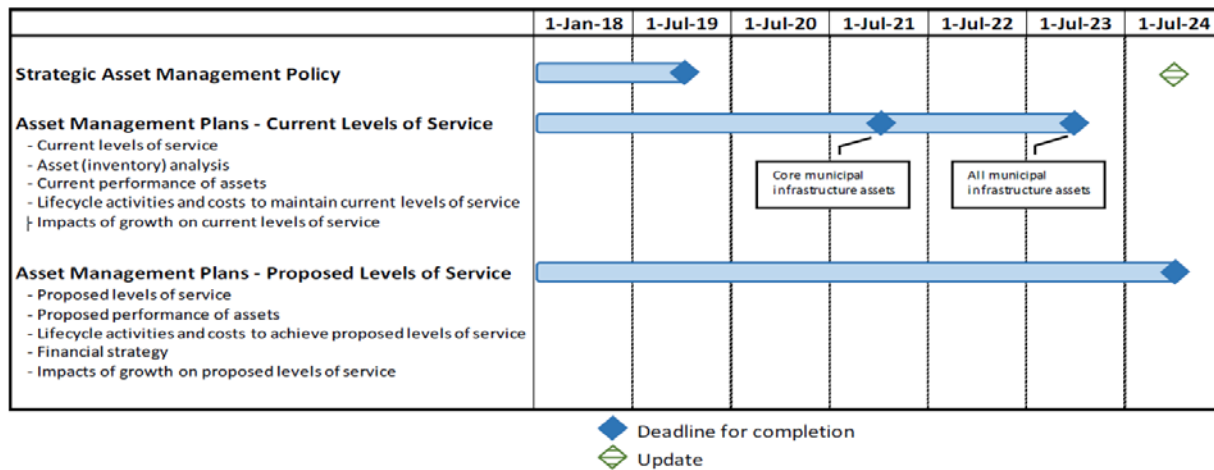 1-Jan-18 1-Jul-19 1-Jul-20 1-Jul-21 1-Jul-22 1-Jul-23 1-Jul-24
Strategic Asset Management Policy
Asset Management Plans - Current Levels of Service
- Current levels of service
- Asset (inventory) analysis
- Current performance of assets
- Lifecycle activities and costs to maintain current levels of service
- Impacts of growth on current levels of service
Core municipal
infrastructure assets
All municipal
infrastructure assets
Asset Management Plans - Proposed Levels of Service
- Proposed levels of service
- Proposed performance of assets
- Lifecycle activities and costs to achieve proposed levels of service
- Financial strategy
- Impacts of growth on proposed levels of service
Deadline for completion
Update